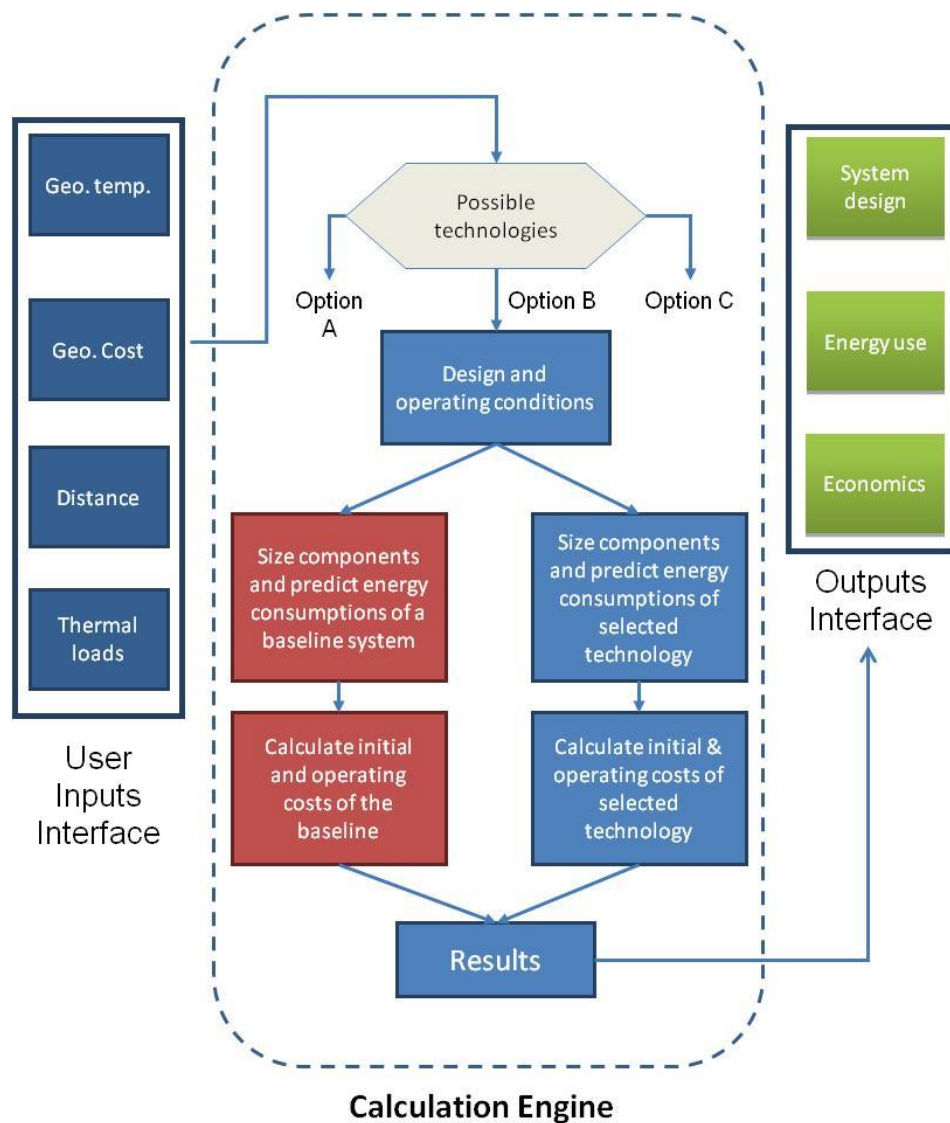 Geo. temp.
Geo. Cost
Distance
Thermal
loads
User
Inputs
Interface
Possible
technologies
Option
A
Option B
Option C
Design and
operating conditions
Size components
and predict energy
consumptions of a
baseline system
Size components
and predict energy
consumptions of
selected
technology
Calculate initial
and operating
costs of the
baseline
Calculate initial &
operating costs of
selected
technology
Results
System
design
Energy use
Economics
Outputs
Interface
Calculation Engine